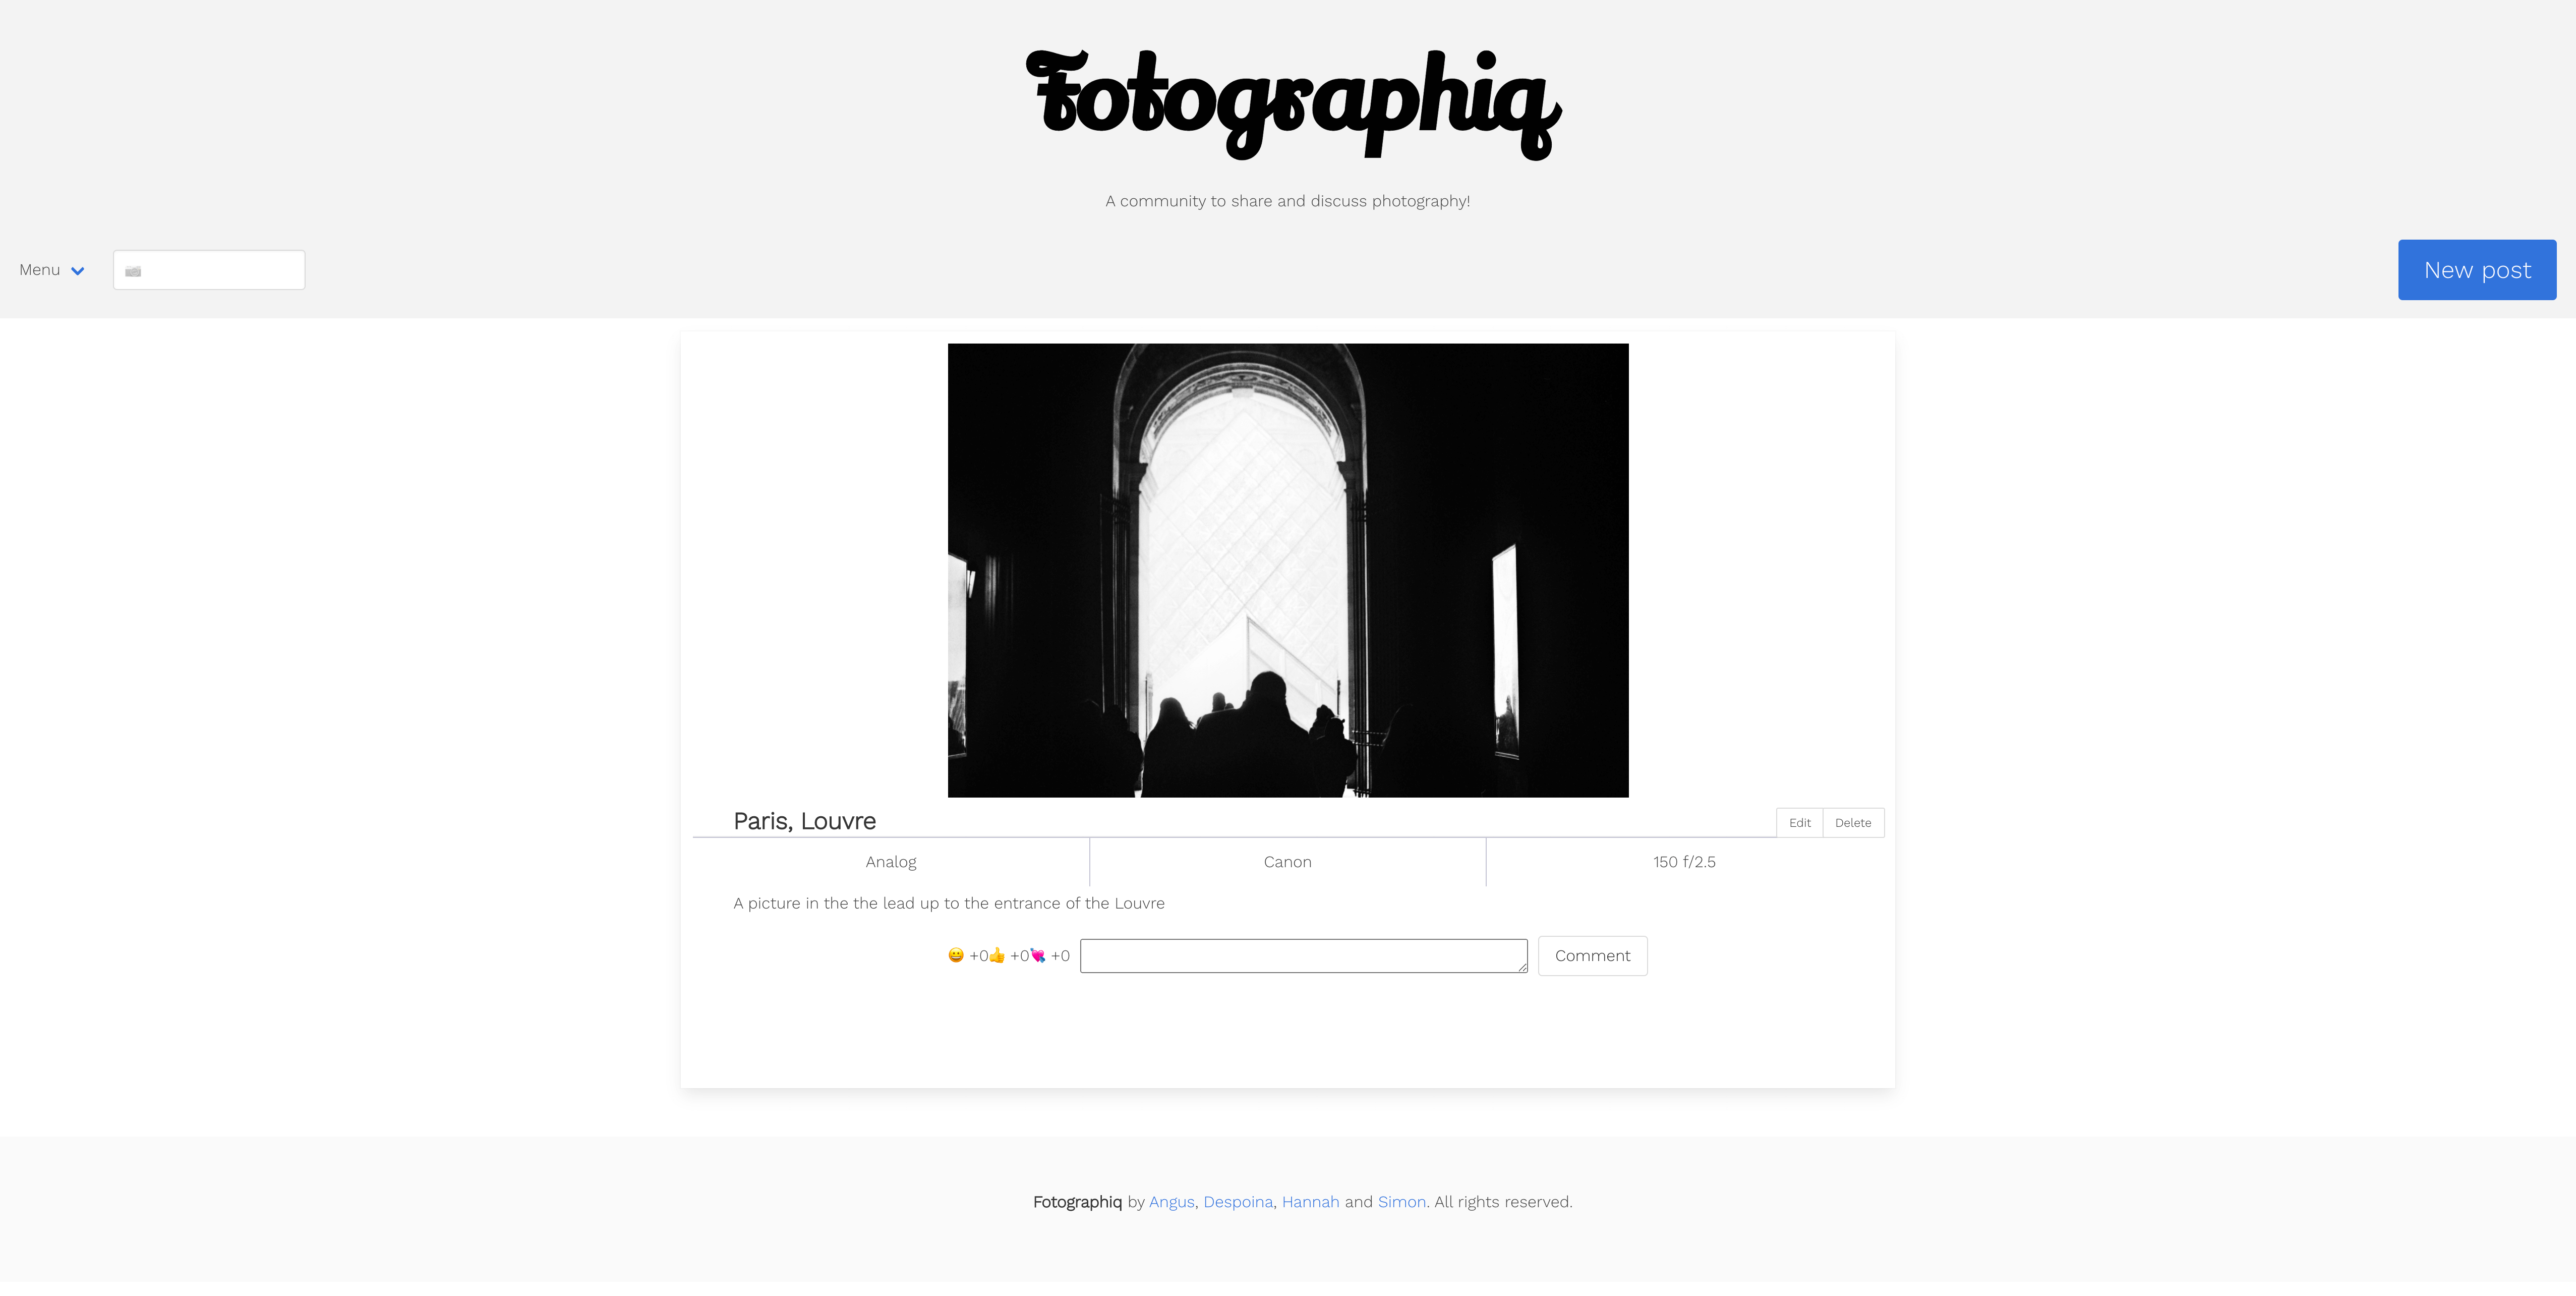 Fotographiq
A community to share and discuss photography!
Menu
New post
Paris, Louvre
Edit
Delete
Analog
Canon
150 f/2.5
A picture in the the lead up to the entrance of the Louvre
😀 +0👍 +0💘 +0
Comment
Fotographiq by Angus, Despoina, Hannah and Simon. All rights reserved.